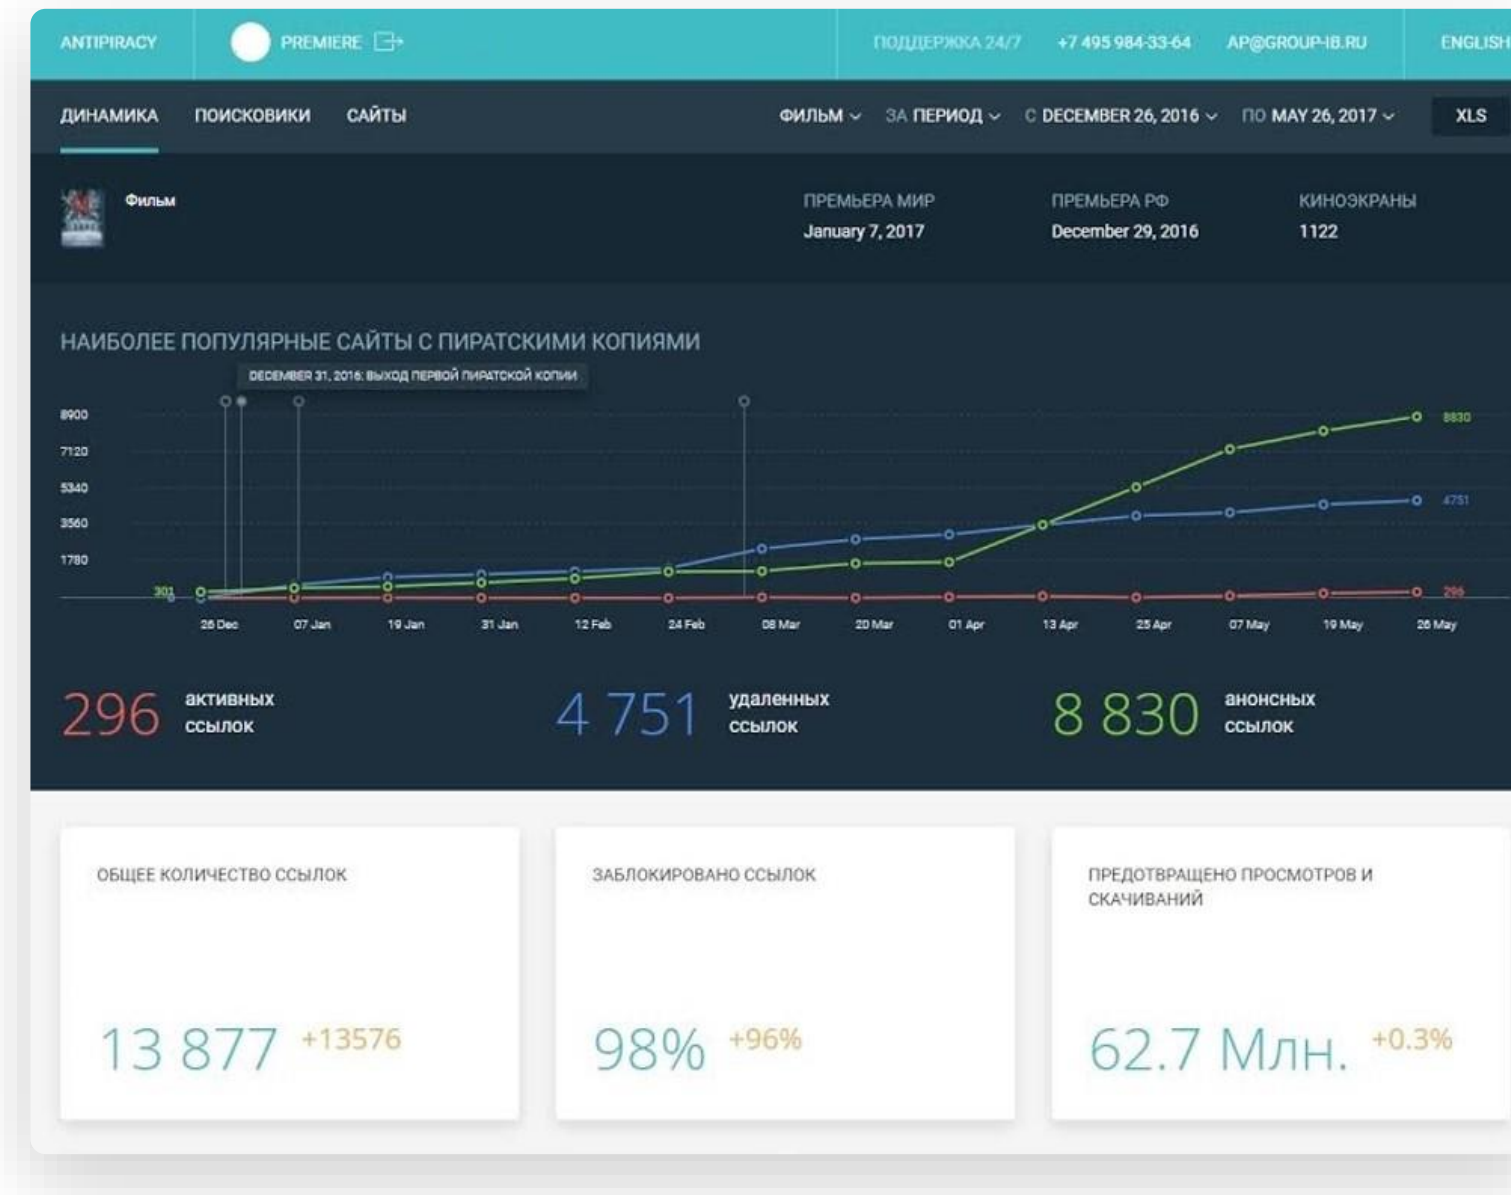 ANTIPIRACY PREMIERE ПОДДЕРЖКА 24/7 +7 495 984-33-64 AP@GROUP-IB.RU ENGLISH
ДИНАМИКА ПОИСКОВИКИ САЙТЫ ФИЛЬМ ЗА ПЕРИОД С DECEMBER 26, 2016 ПО MAY 26, 2017 XLS
Фильм ПРЕМЬЕРА МИР ПРЕМЬЕРА РФ КИНОЭКРАНЫ
January 7, 2017 December 29, 2016 1122
НАИБОЛЕЕ ПОПУЛЯРНЫЕ САЙТЫ С ПИРАТСКИМИ КОПИЯМИ
DECEMBER 31, 2016: ВЫХОД ПЕРВОЙ ПИРАТСКОЙ КОПИИ
8900 8830
7120
5340 4751
3560
1780
301 296
26 Dec 07 Jan 19 Jan 31 Jan 12 Feb 24 Feb 08 Mar 20 Mar 01 Apr 13 Apr 25 Apr 07 May 19 May 26 May
296 активных ссылок
4 751 удаленных ссылок
8 830 анонсных ссылок
ОБЩЕЕ КОЛИЧЕСТВО ССЫЛОК
13 877 +13576
ЗАБЛОКИРОВАНО ССЫЛОК
98% +96%
ПРЕДОТВРАЩЕНО ПРОСМОТРОВ И
СКАЧИВАНИЙ
62.7 Млн. +0.3%